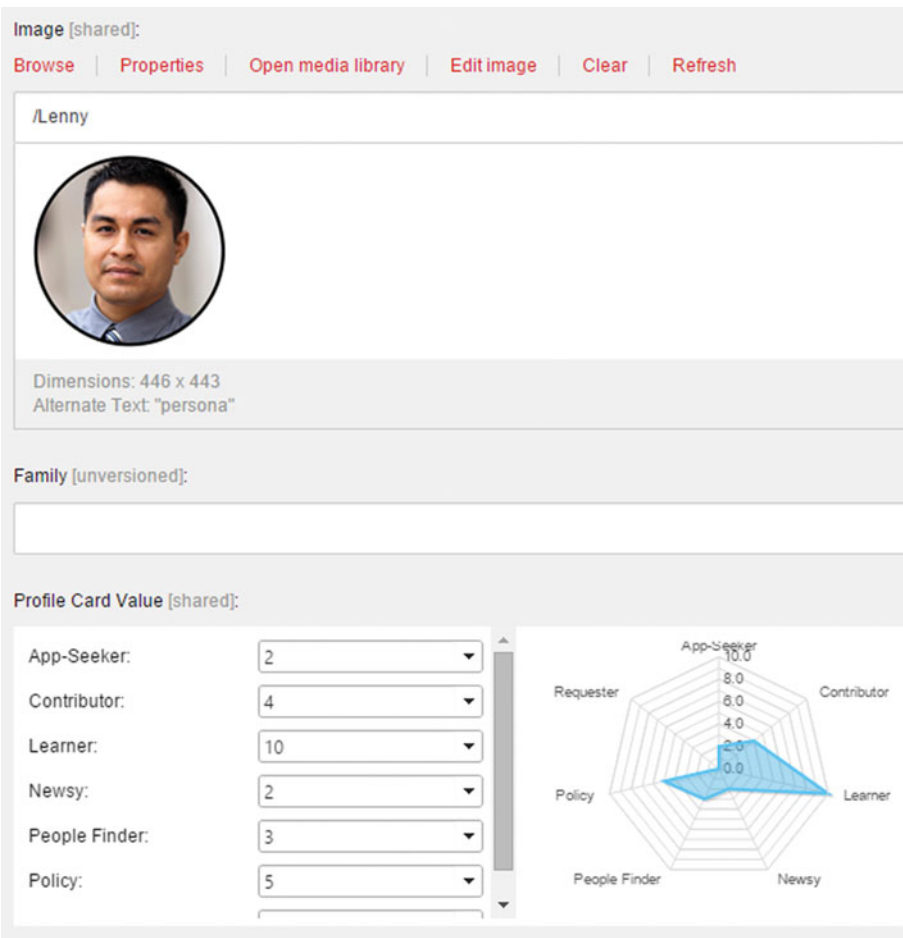 Image [shared]:
Browse | Properties | Open media library | Edit image | Clear | Refresh
/Lenny
Dimensions: 446 x 443
Alternate Text: "persona"
Family [unversioned]:
Profile Card Value [shared]:
App-Seeker: 2
Contributor: 4
Learner: 10
Newsy: 2
People Finder: 3
Policy: 5
App-Seeker
10.0
8.0
6.0
4.0
2.0
0.0
Requester
Contributor
Policy
Learner
People Finder
Newsy